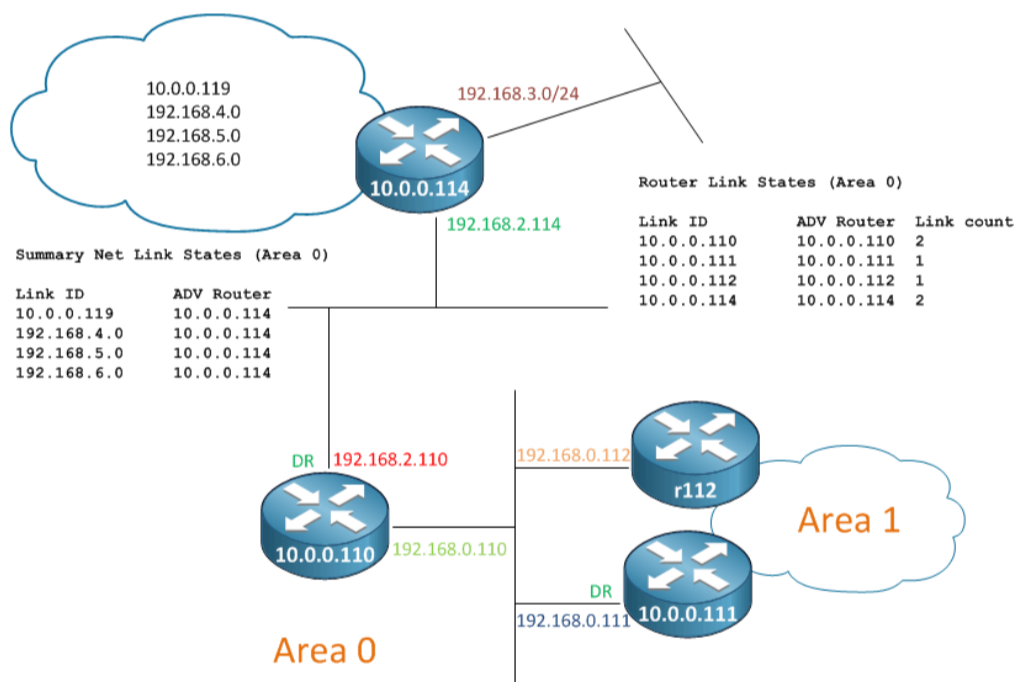 10.0.0.119
192.168.4.0
192.168.5.0
192.168.6.0
192.168.3.0/24
10.0.0.114
192.168.2.114
Router Link States (Area 0)
Link ID ADV Router Link count
10.0.0.110 10.0.0.110 2
10.0.0.111 10.0.0.111 1
10.0.0.112 10.0.0.112 1
10.0.0.114 10.0.0.114 2
Summary Net Link States (Area 0)
Link ID ADV Router
10.0.0.119 10.0.0.114
192.168.4.0 10.0.0.114
192.168.5.0 10.0.0.114
192.168.6.0 10.0.0.114
DR 192.168.2.110
10.0.0.110
192.168.0.110
192.168.0.112
r112
Area 1
DR
192.168.0.111
10.0.0.111
Area 0